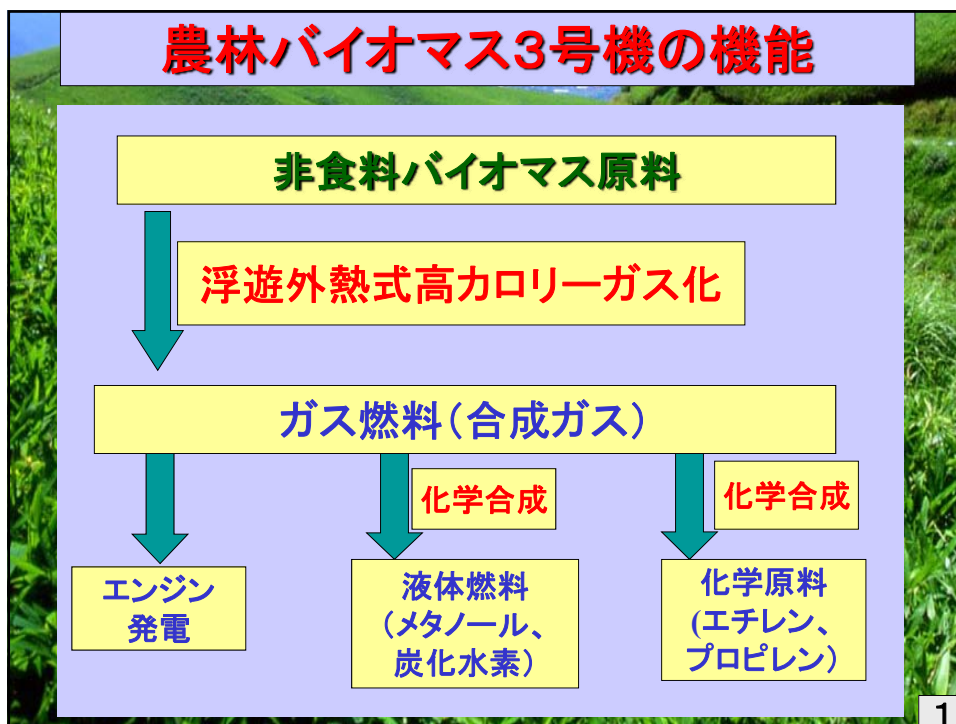 農林バイオマス３号機の機能
非食料バイオマス原料
浮遊外熱式高カロリーガス化
ガス燃料（合成ガス）
化学合成
化学合成
エンジン
発電
液体燃料
（メタノール、
炭化水素）
化学原料
(エチレン、
プロピレン）
1